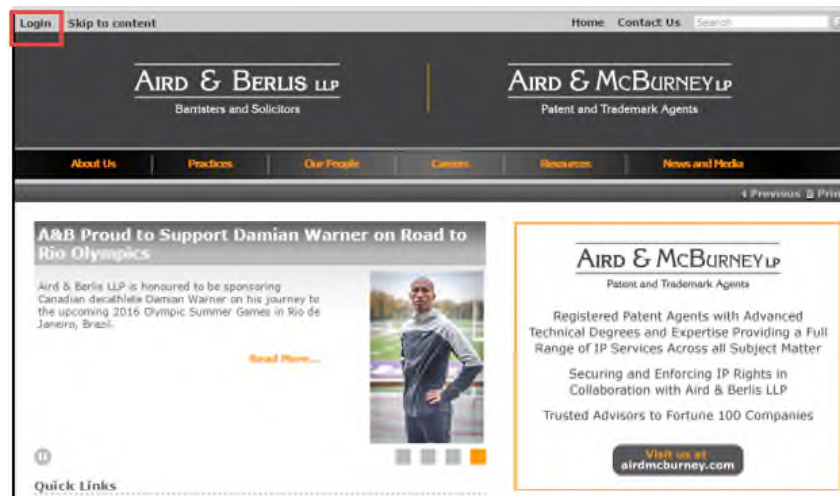 Login Skip to content Home Contact Us Search
AIRD & BERLIS LLP
Barristers and Solicitors
AIRD & MCBURNEY LP
Patent and Trademark Agents
About Us Practices Our People Careers Resources News and Media
Previous Prin
A&B Proud to Support Damian Warner on Road to
Rio Olympics
Aird & Berlis LLP is honoured to be sponsoring
Canadian decathlete Damian Warner on his journey to
the upcoming 2016 Olympic Summer Games in Rio de
Janeiro, Brazil.
Read More...
Quick Links
AIRD & MCBURNEY LP
Patent and Trademark Agents
Registered Patent Agents with Advanced
Technical Degrees and Expertise Providing a Full
Range of IP Services Across all Subject Matter
Securing and Enforcing IP Rights in
Collaboration with Aird & Berlis LLP
Trusted Advisors to Fortune 100 Companies
Visit us at
airdmcburney.com